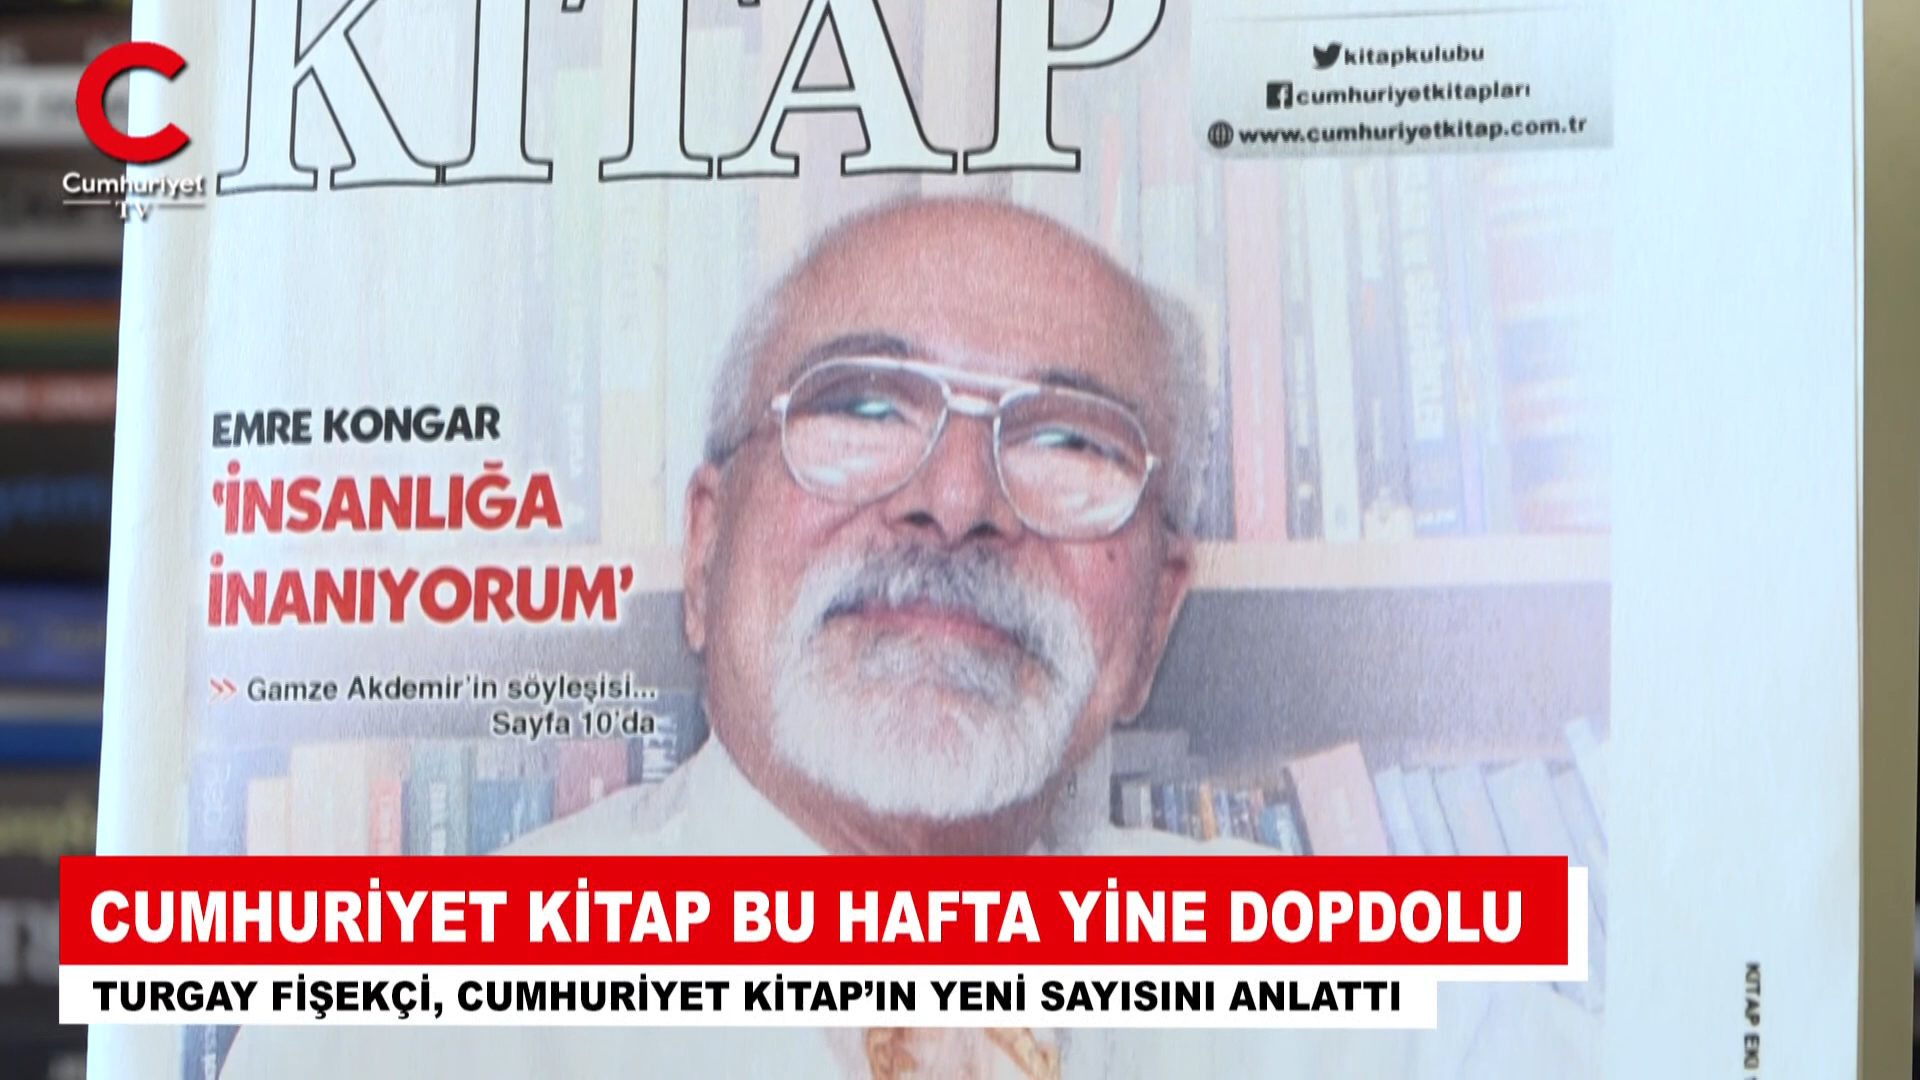 KİTAP
kitapkulubu
cumhuriyetkitapları
www.cumhuriyetkitap.com.tr
C
Cumhuriyet
TV
EMRE KONGAR
‘İNSANLIĞA
İNANIYORUM’
>> Gamze Akdemir’in söyleşisi...
Sayfa 10’da
CUMHURİYET KİTAP BU HAFTA YİNE DOPDOLU
TURGAY FİŞEKÇİ, CUMHURİYET KİTAP’IN YENİ SAYISINI ANLATTI
KITAP EKI